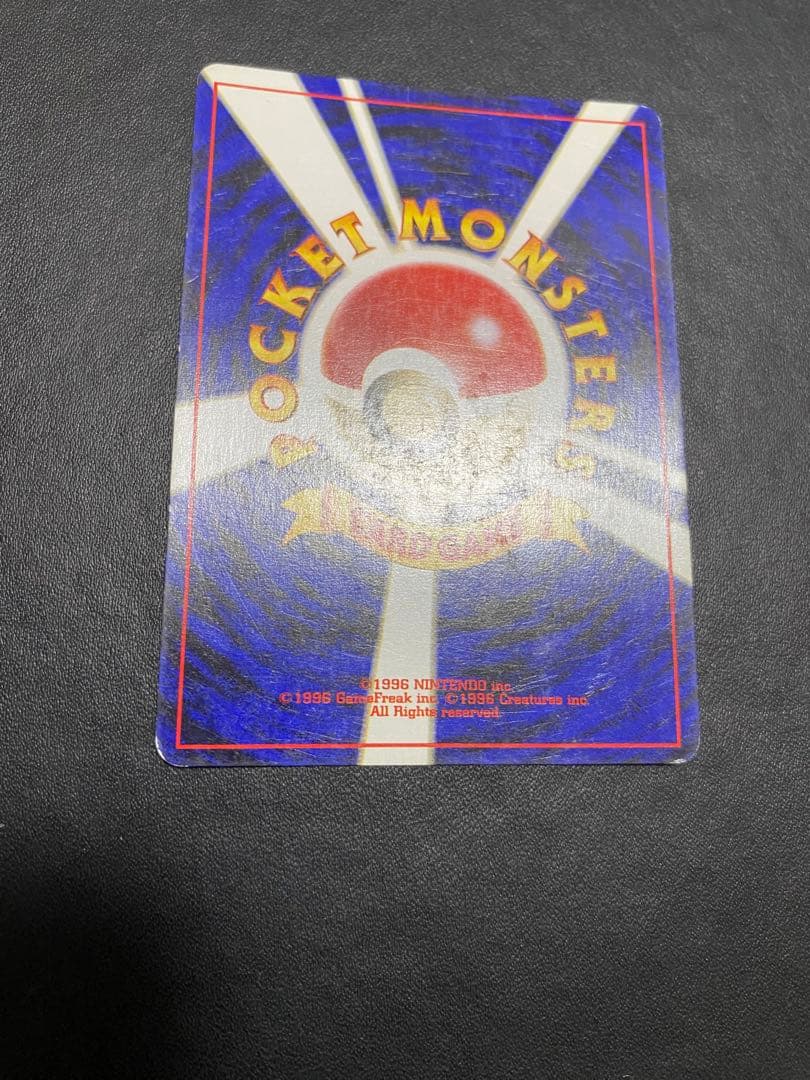 POCKET MONSTERS
CARD GAME
©1996 NINTENDO inc.
©1996 GameFreak inc. ©1996 Creatures inc.
All Rights reserved.